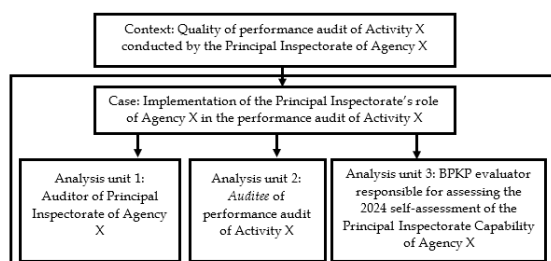 Context: Quality of performance audit of Activity X
conducted by the Principal Inspectorate of Agency X
Case: Implementation of the Principal Inspectorate's role
of Agency X in the performance audit of Activity X
Analysis unit 1:
Auditor of Principal
Inspectorate of Agency
X
Analysis unit 2:
Auditee of
performance audit
of Activity X
Analysis unit 3: BPKP evaluator
responsible for assessing the
2024 self-assessment of the
Principal Inspectorate Capability
of Agency X